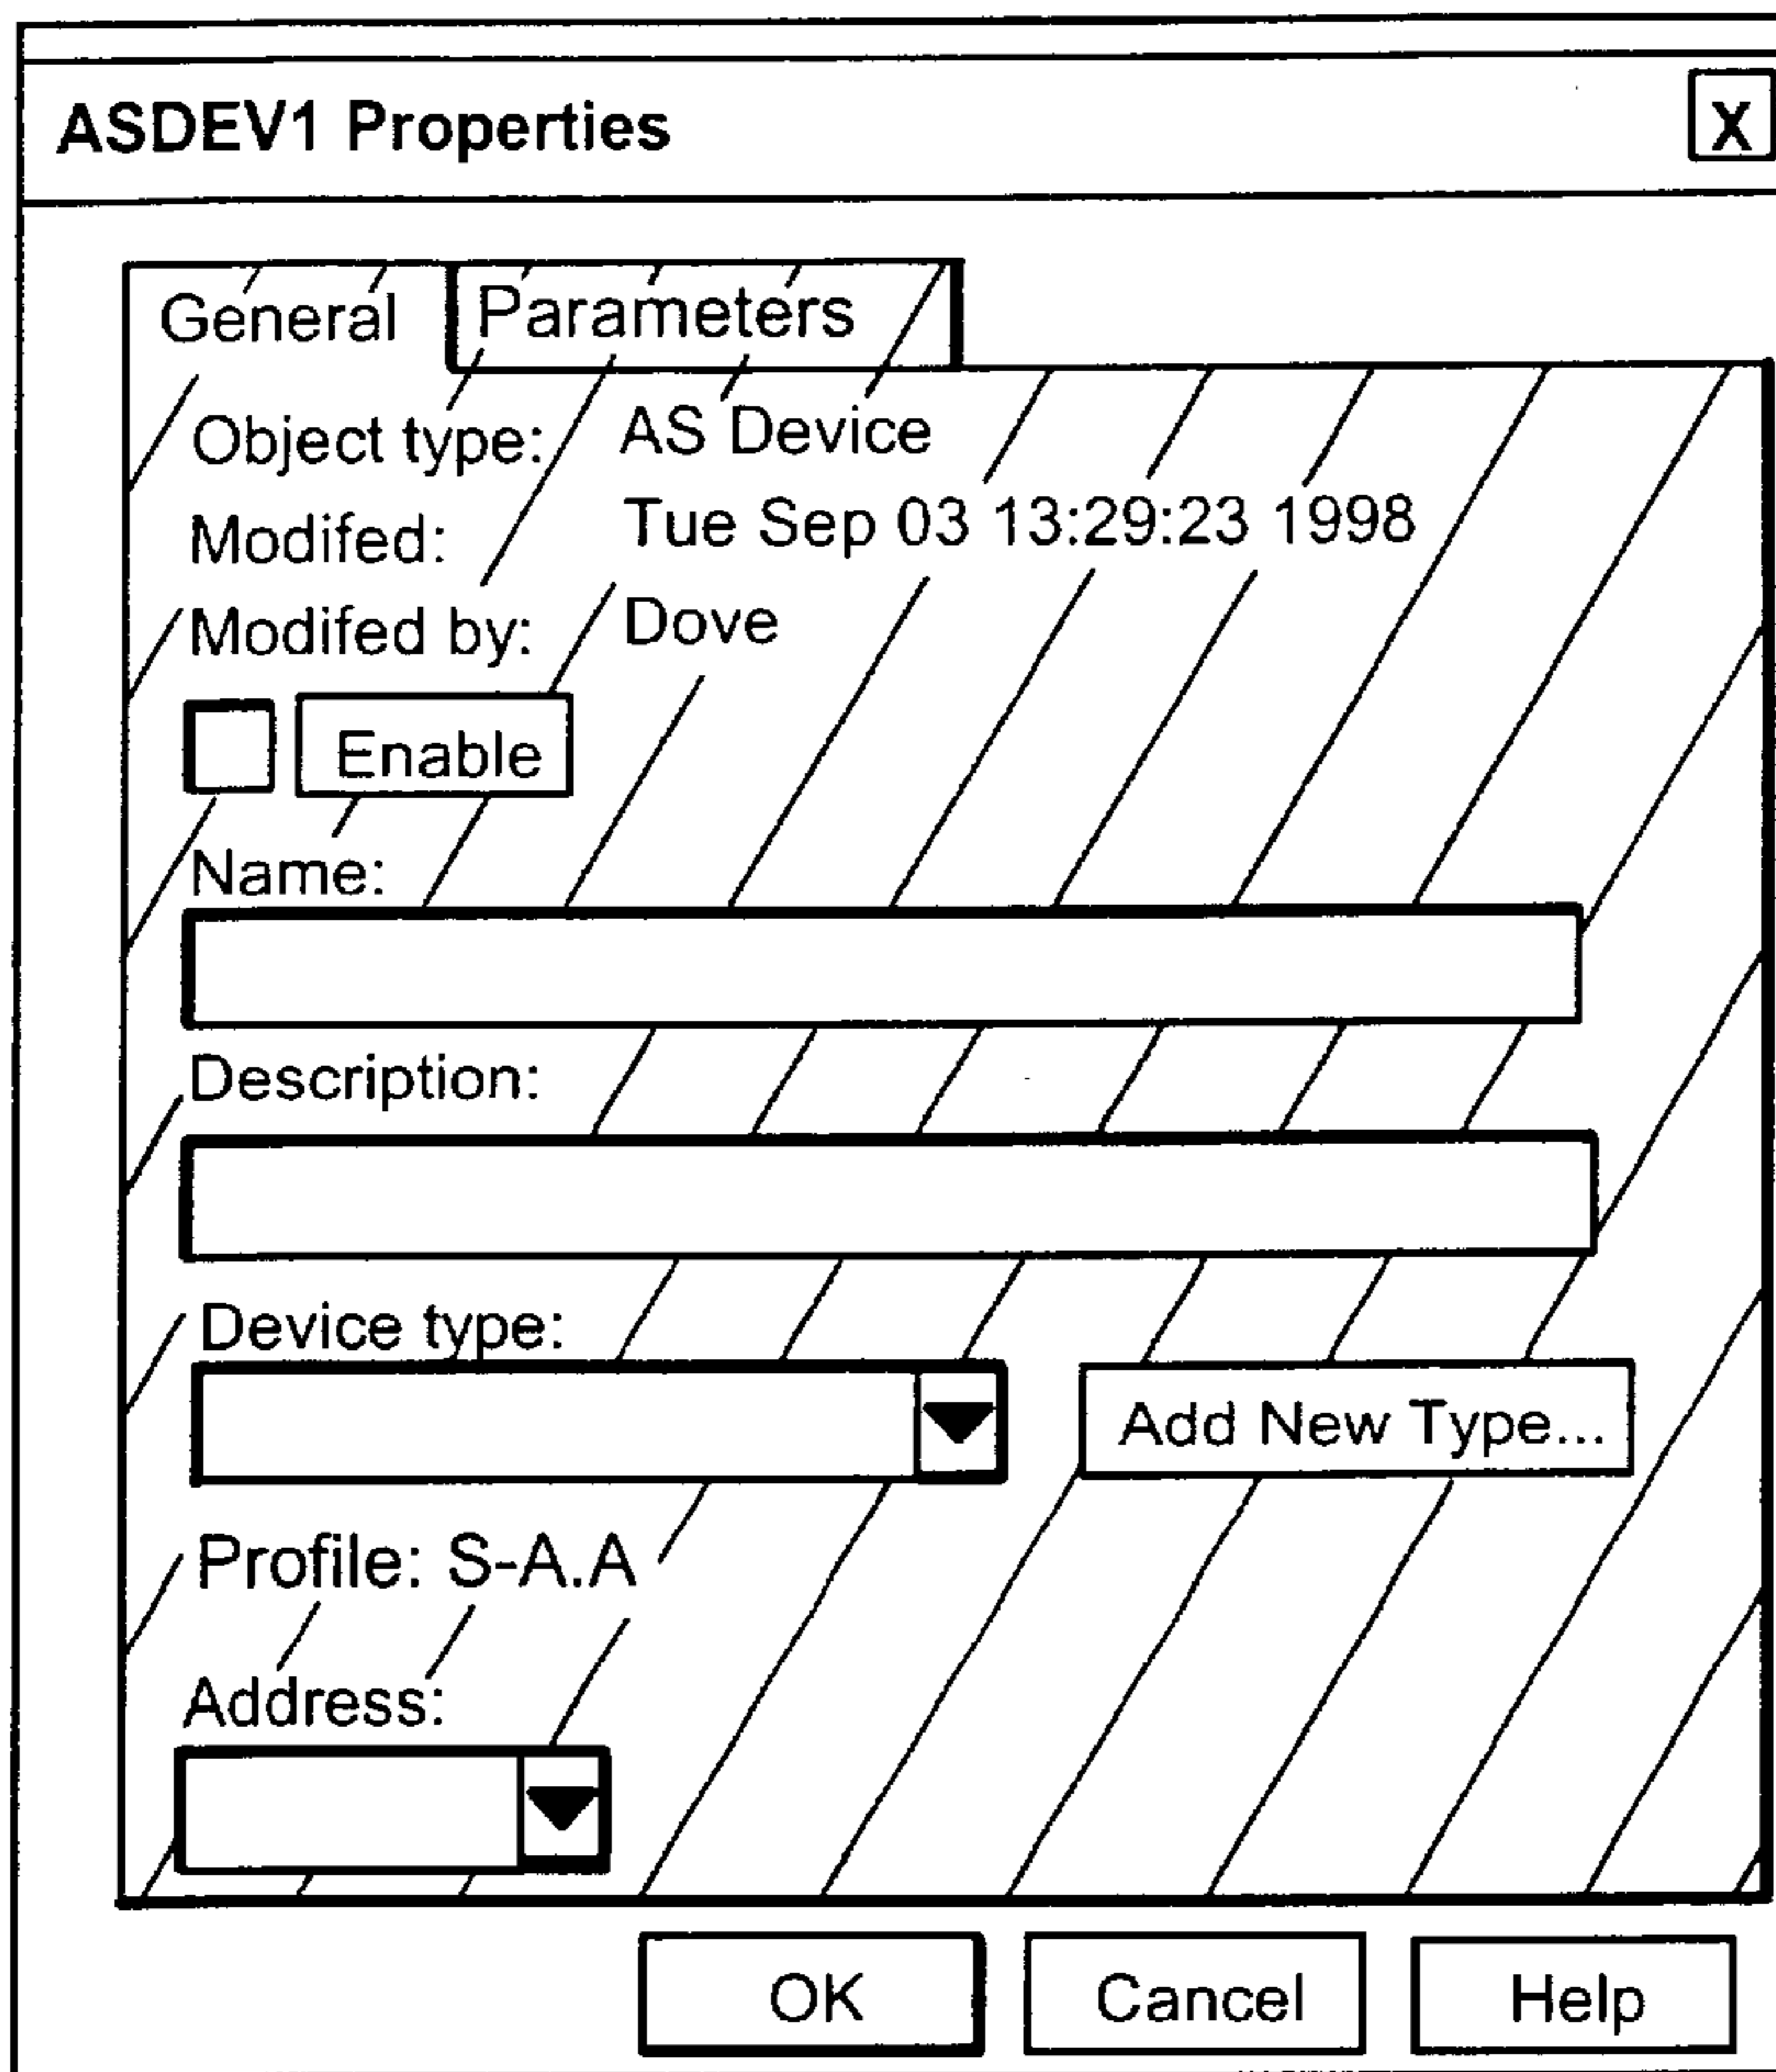 ASDEV1 Properties X
General Parameters
Object type: AS Device
Modifed: Tue Sep 03 13:29:23 1998
Modifed by: Dove
Enable
Name:
Description:
Device type:
Add New Type...
Profile: S-A.A
Address:
OK Cancel Help